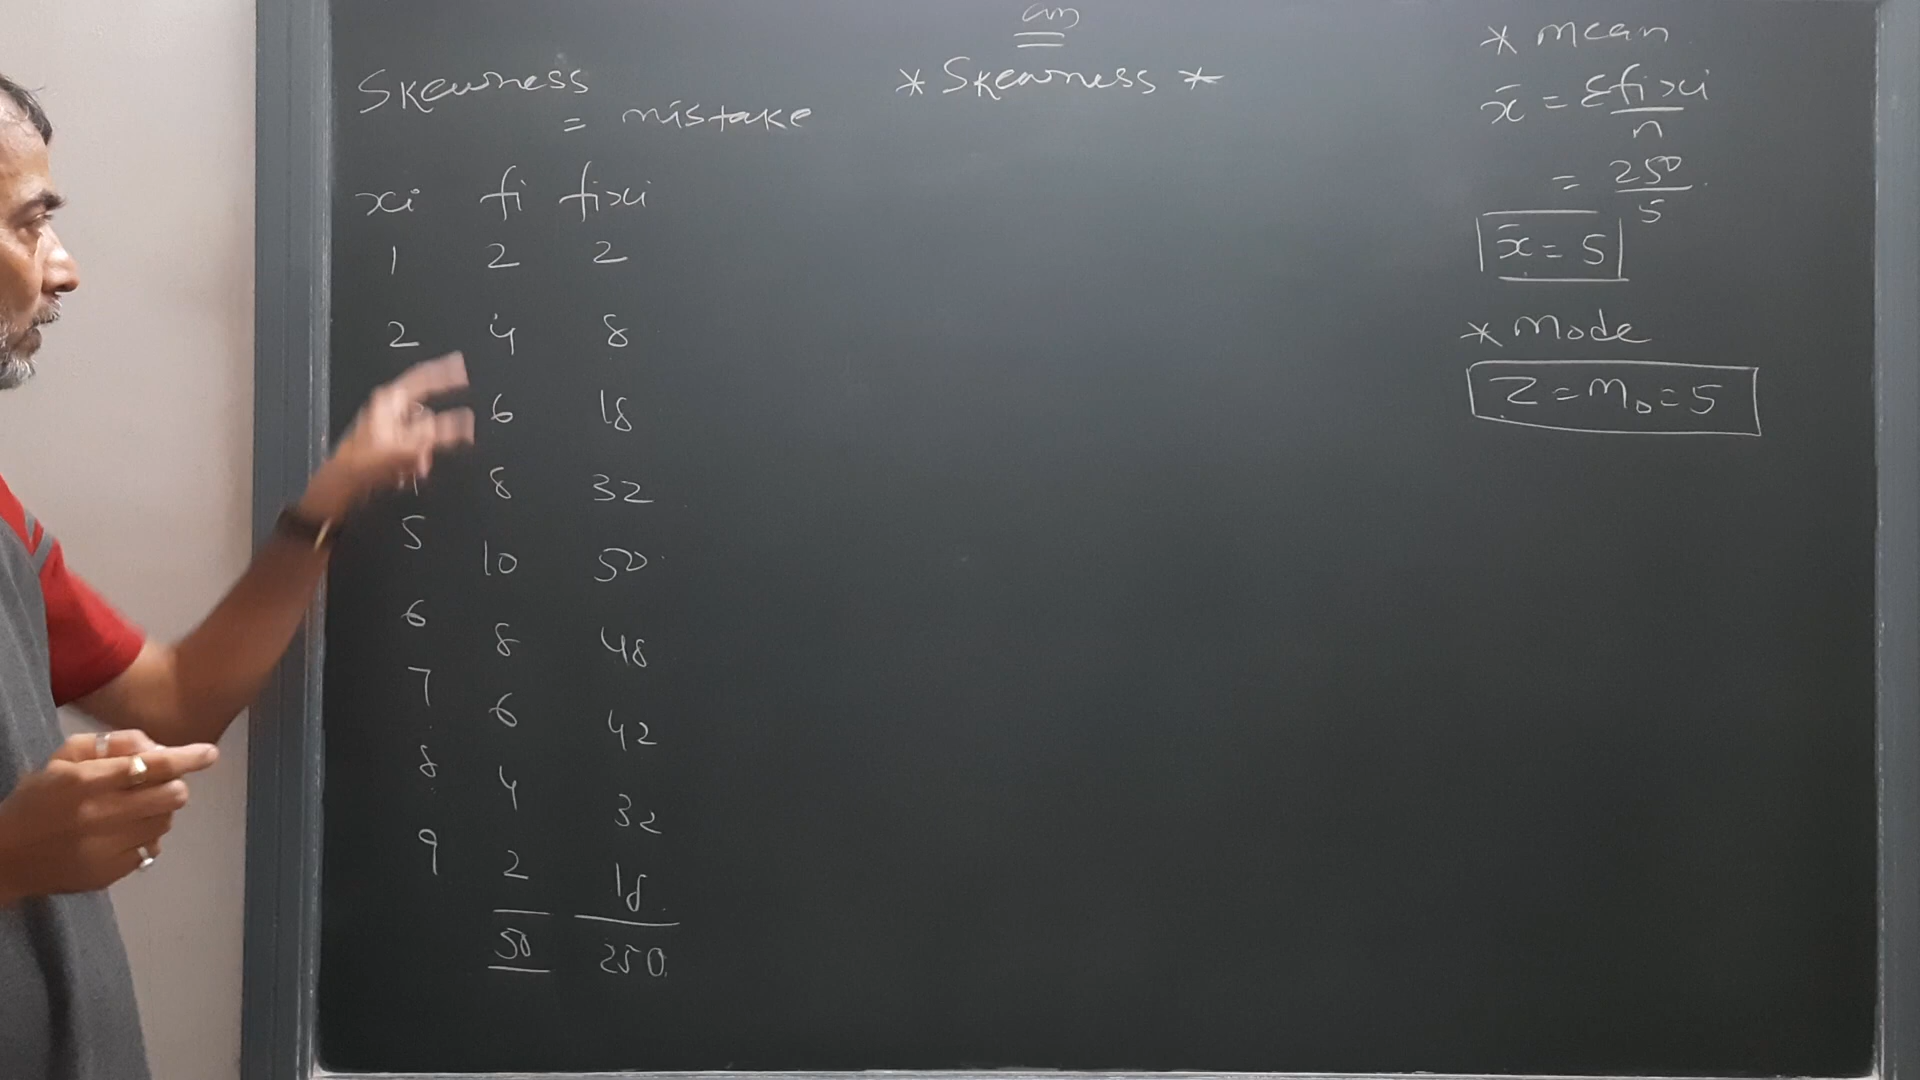 Skewness
= mistake
xi fi fixi
1 2 2
2 4 8
6 18
8 32
5 10 50
6 8 48
7 6 42
8 4 32
9 2 18
50 250
* Skewness *
* mean
x̄ = Σfixi/n
= 250/5
x̄ = 5
* Mode
Z = Mo = 5